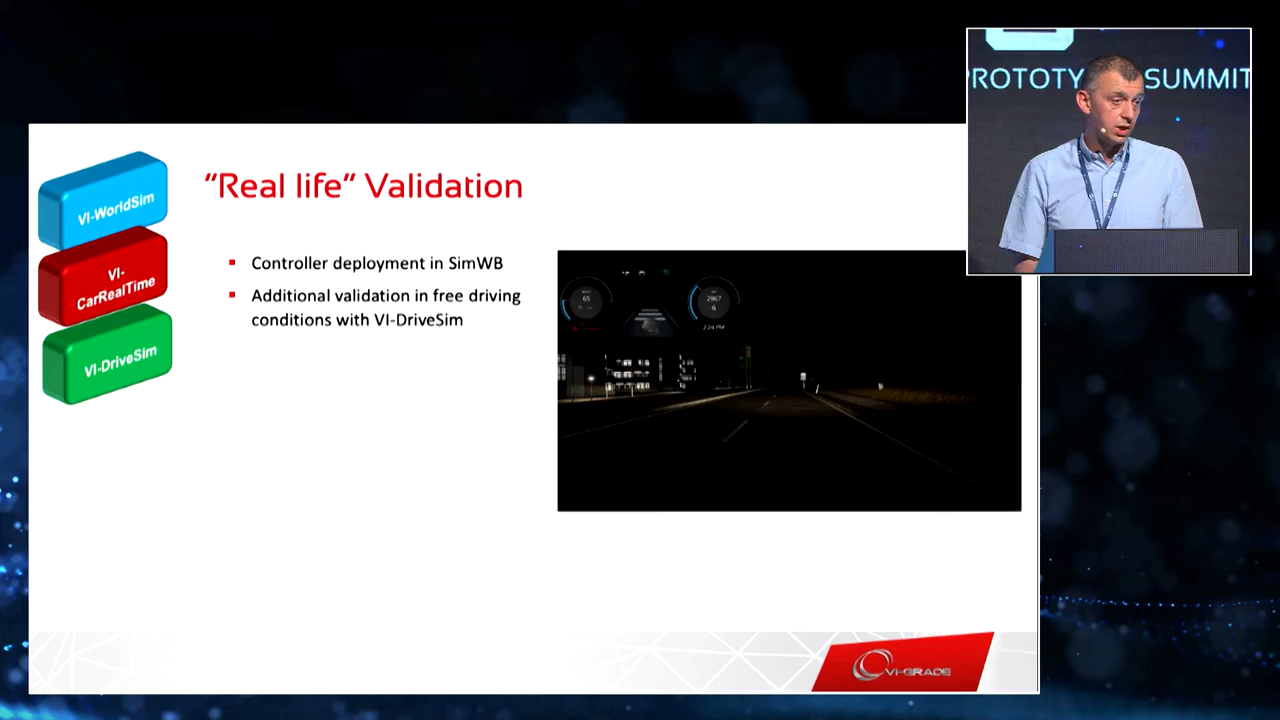 PROTOTY SUMMIT
"Real life" Validation
VI-WorldSim
VI-
CarRealTime
VI-DriveSim
▪ Controller deployment in SimWB
▪ Additional validation in free driving
conditions with VI-DriveSim
65
2967
2:24 PM
VI-GRADE